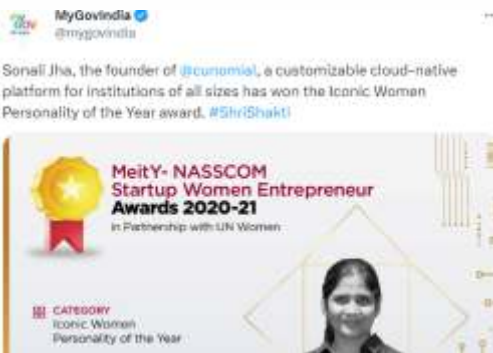 MyGovIndia
@mygovindia
Sonali Jha, the founder of @eunomial, a customizable cloud-native
platform for institutions of all sizes has won the Iconic Women
Personality of the Year award. #ShriShakti
MeitY- NASSCOM
Startup Women Entrepreneur
Awards 2020-21
in Partnership with UN Women
CATEGORY
Iconic Women
Personality of the Year